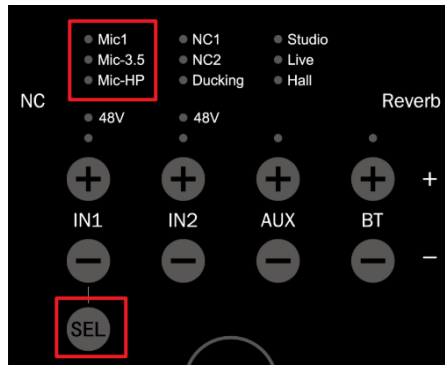 Mic1 NC1 Studio
Mic-3.5 NC2 Live
Mic-HP Ducking Hall
NC Reverb
48V 48V
+
IN1 IN2 AUX BT
−
SEL